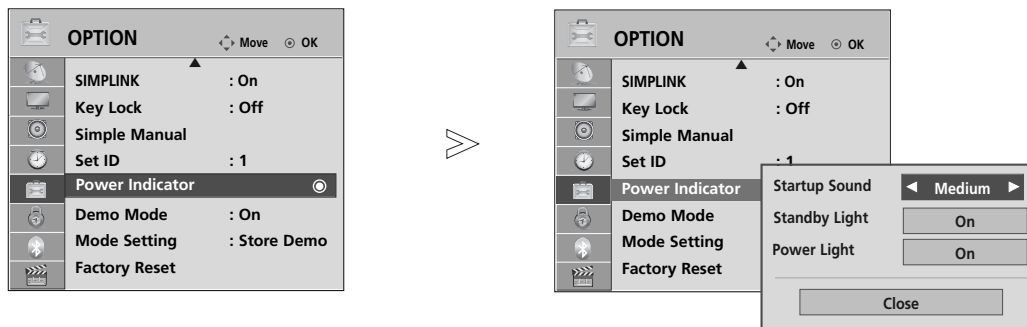 OPTION Move OK
SIMPLINK : On
Key Lock : Off
Simple Manual
Set ID : 1
Power Indicator
Demo Mode : On
Mode Setting : Store Demo
Factory Reset
OPTION Move OK
SIMPLINK : On
Key Lock : Off
Simple Manual
Set ID : 1
Power Indicator
Demo Mode
Mode Setting
Factory Reset
Startup Sound Medium
Standby Light On
Power Light On
Close